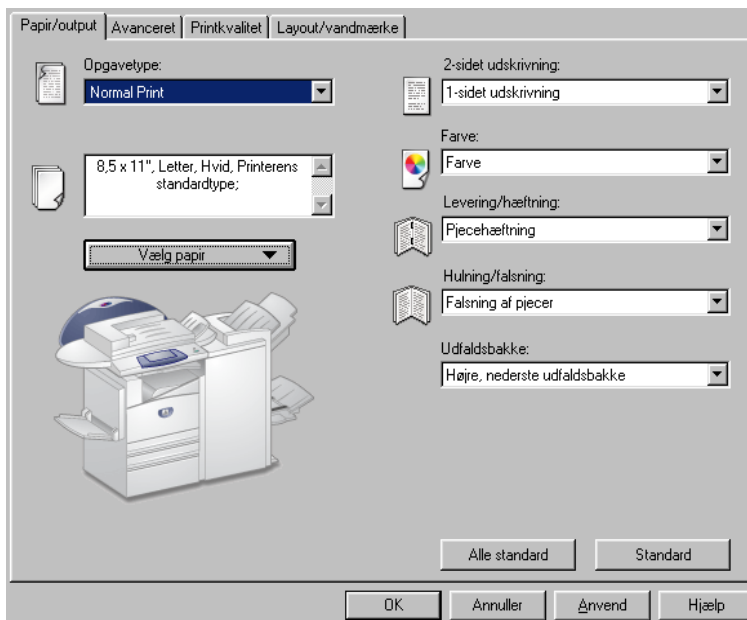 Papir/output
Avanceret
Printkvalitet
Layout/vandmærke
Opgavetype:
Normal Print
8,5 x 11", Letter, Hvid, Printerens
standardtype;
Vælg papir
2-sidet udskrivning:
1-sidet udskrivning
Farve:
Farve
Levering/hæftning:
Pjecehæftning
Hulning/falsning:
Falsning af pjecer
Udfaldsbakke:
Højre, nederste udfaldsbakke
Alle standard
Standard
OK
Annuller
Anvend
Hjælp